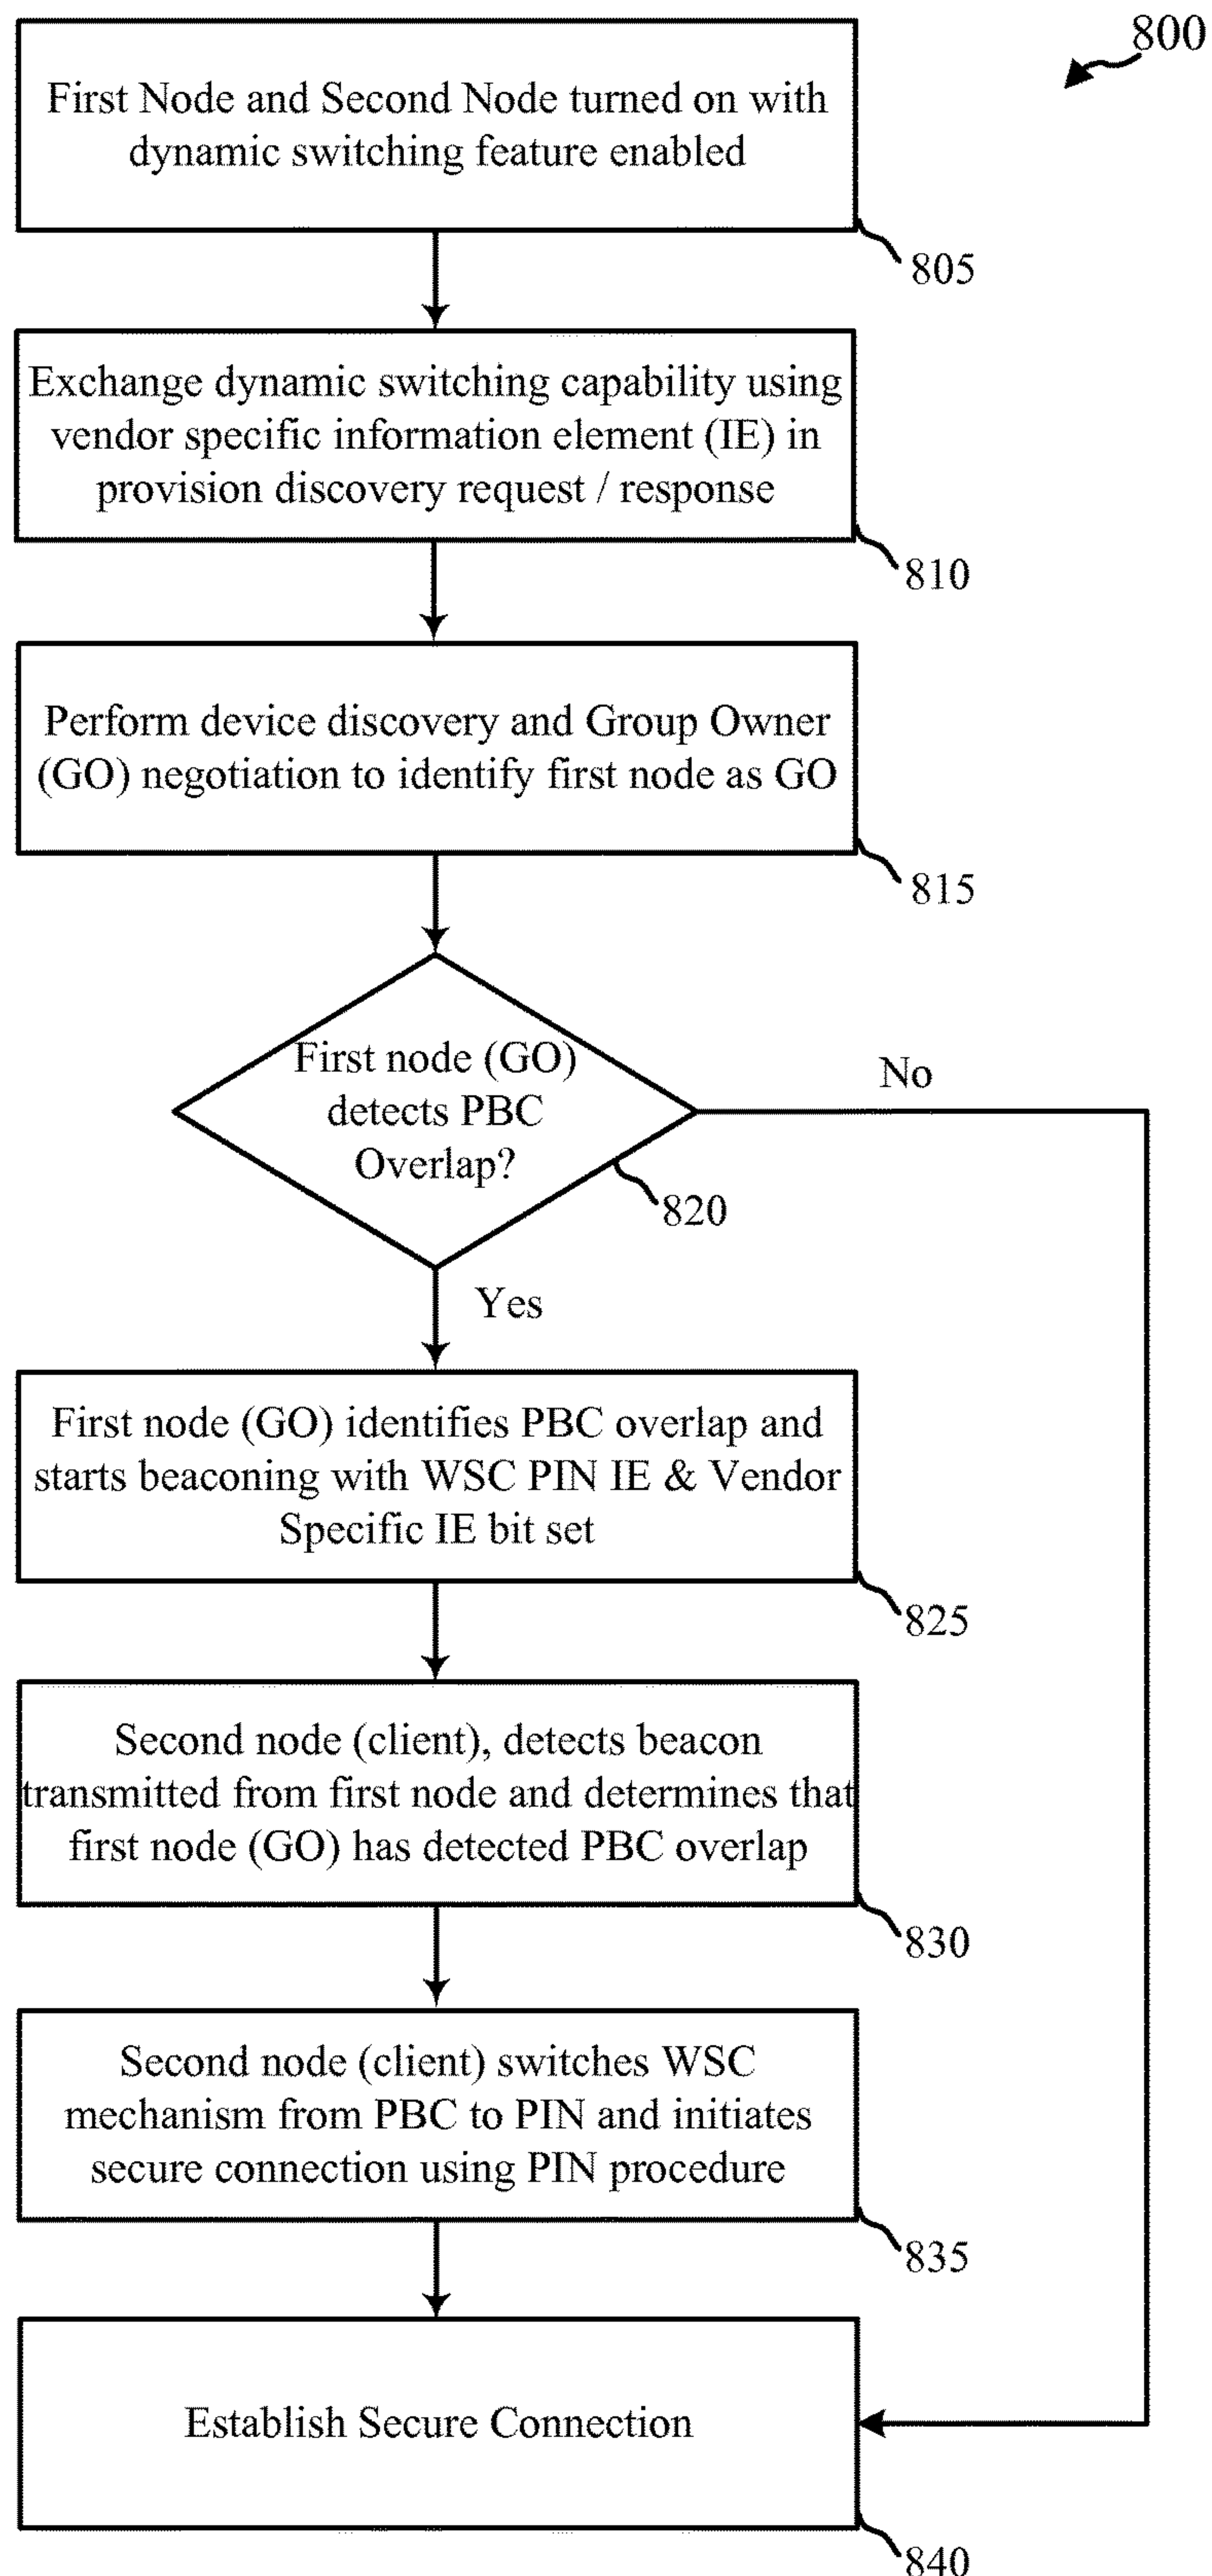 800
First Node and Second Node turned on with
dynamic switching feature enabled
805
Exchange dynamic switching capability using
vendor specific information element (IE) in
provision discovery request / response
810
Perform device discovery and Group Owner
(GO) negotiation to identify first node as GO
815
First node (GO)
detects PBC
Overlap?
820
No
Yes
First node (GO) identifies PBC overlap and
starts beaconing with WSC PIN IE & Vendor
Specific IE bit set
825
Second node (client), detects beacon
transmitted from first node and determines that
first node (GO) has detected PBC overlap
830
Second node (client) switches WSC
mechanism from PBC to PIN and initiates
secure connection using PIN procedure
835
Establish Secure Connection
840